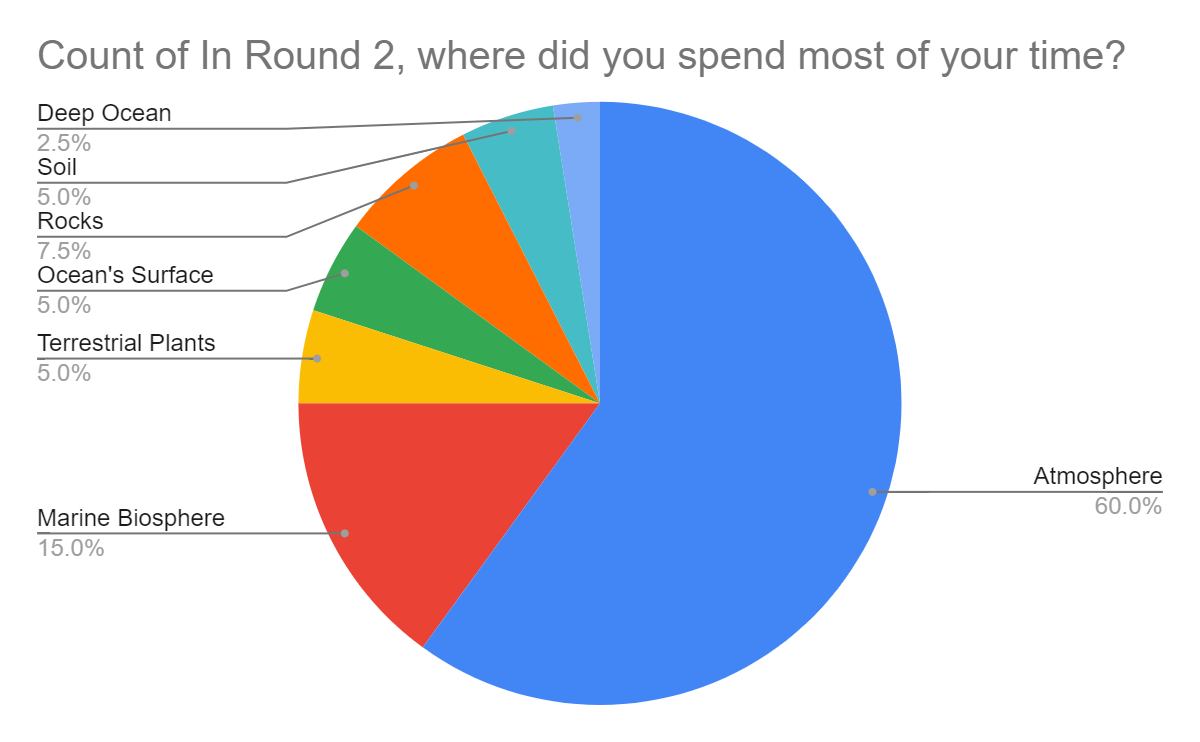 Count of In Round 2, where did you spend most of your time?
Deep Ocean
2.5%
Soil
5.0%
Rocks
7.5%
Ocean's Surface
5.0%
Terrestrial Plants
5.0%
Marine Biosphere
15.0%
Atmosphere
60.0%